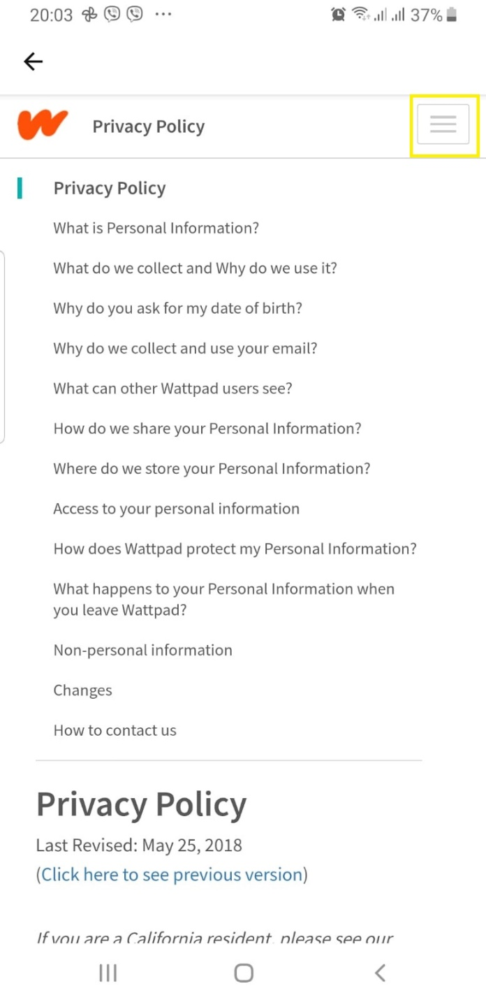 20:03 37%
Privacy Policy
Privacy Policy
What is Personal Information?
What do we collect and Why do we use it?
Why do you ask for my date of birth?
Why do we collect and use your email?
What can other Wattpad users see?
How do we share your Personal Information?
Where do we store your Personal Information?
Access to your personal information
How does Wattpad protect my Personal Information?
What happens to your Personal Information when
you leave Wattpad?
Non-personal information
Changes
How to contact us
Privacy Policy
Last Revised: May 25, 2018
(Click here to see previous version)
If you are a California resident, please see our